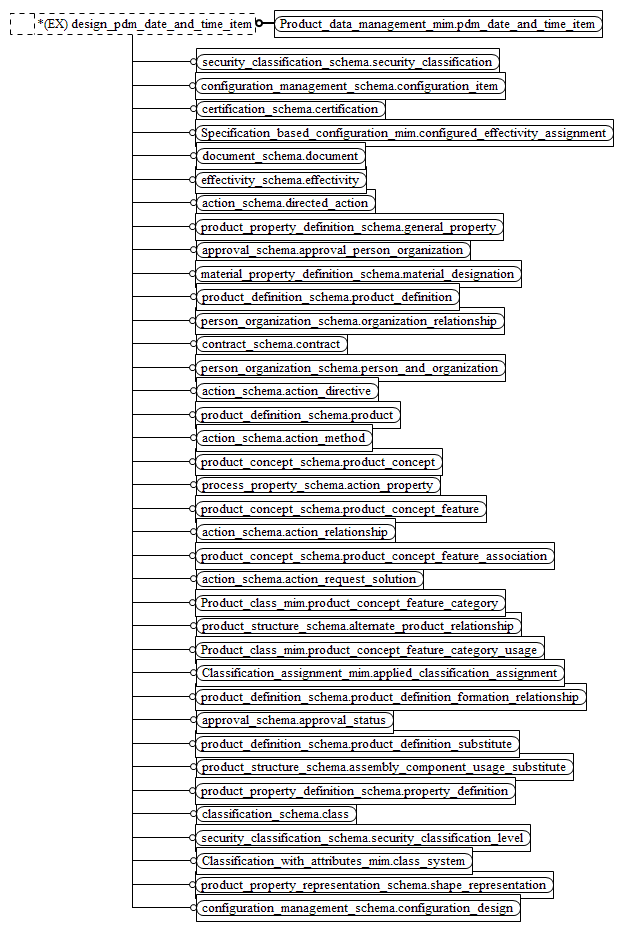 *(EX) design_pdm_date_and_time_item Product_data_management_mim.pdm_date_and_time_item
security_classification_schema.security_classification
configuration_management_schema.configuration_item
certification_schema.certification
Specification_based_configuration_mim.configured_effectivity_assignment
document_schema.document
effectivity_schema.effectivity
action_schema.directed_action
product_property_definition_schema.general_property
approval_schema.approval_person_organization
material_property_definition_schema.material_designation
product_definition_schema.product_definition
person_organization_schema.organization_relationship
contract_schema.contract
person_organization_schema.person_and_organization
action_schema.action_directive
product_definition_schema.product
action_schema.action_method
product_concept_schema.product_concept
process_property_schema.action_property
product_concept_schema.product_concept_feature
action_schema.action_relationship
product_concept_schema.product_concept_feature_association
action_schema.action_request_solution
Product_class_mim.product_concept_feature_category
product_structure_schema.alternate_product_relationship
Product_class_mim.product_concept_feature_category_usage
Classification_assignment_mim.applied_classification_assignment
product_definition_schema.product_definition_formation_relationship
approval_schema.approval_status
product_definition_schema.product_definition_substitute
product_structure_schema.assembly_component_usage_substitute
product_property_definition_schema.property_definition
classification_schema.class
security_classification_schema.security_classification_level
Classification_with_attributes_mim.class_system
product_property_representation_schema.shape_representation
configuration_management_schema.configuration_design